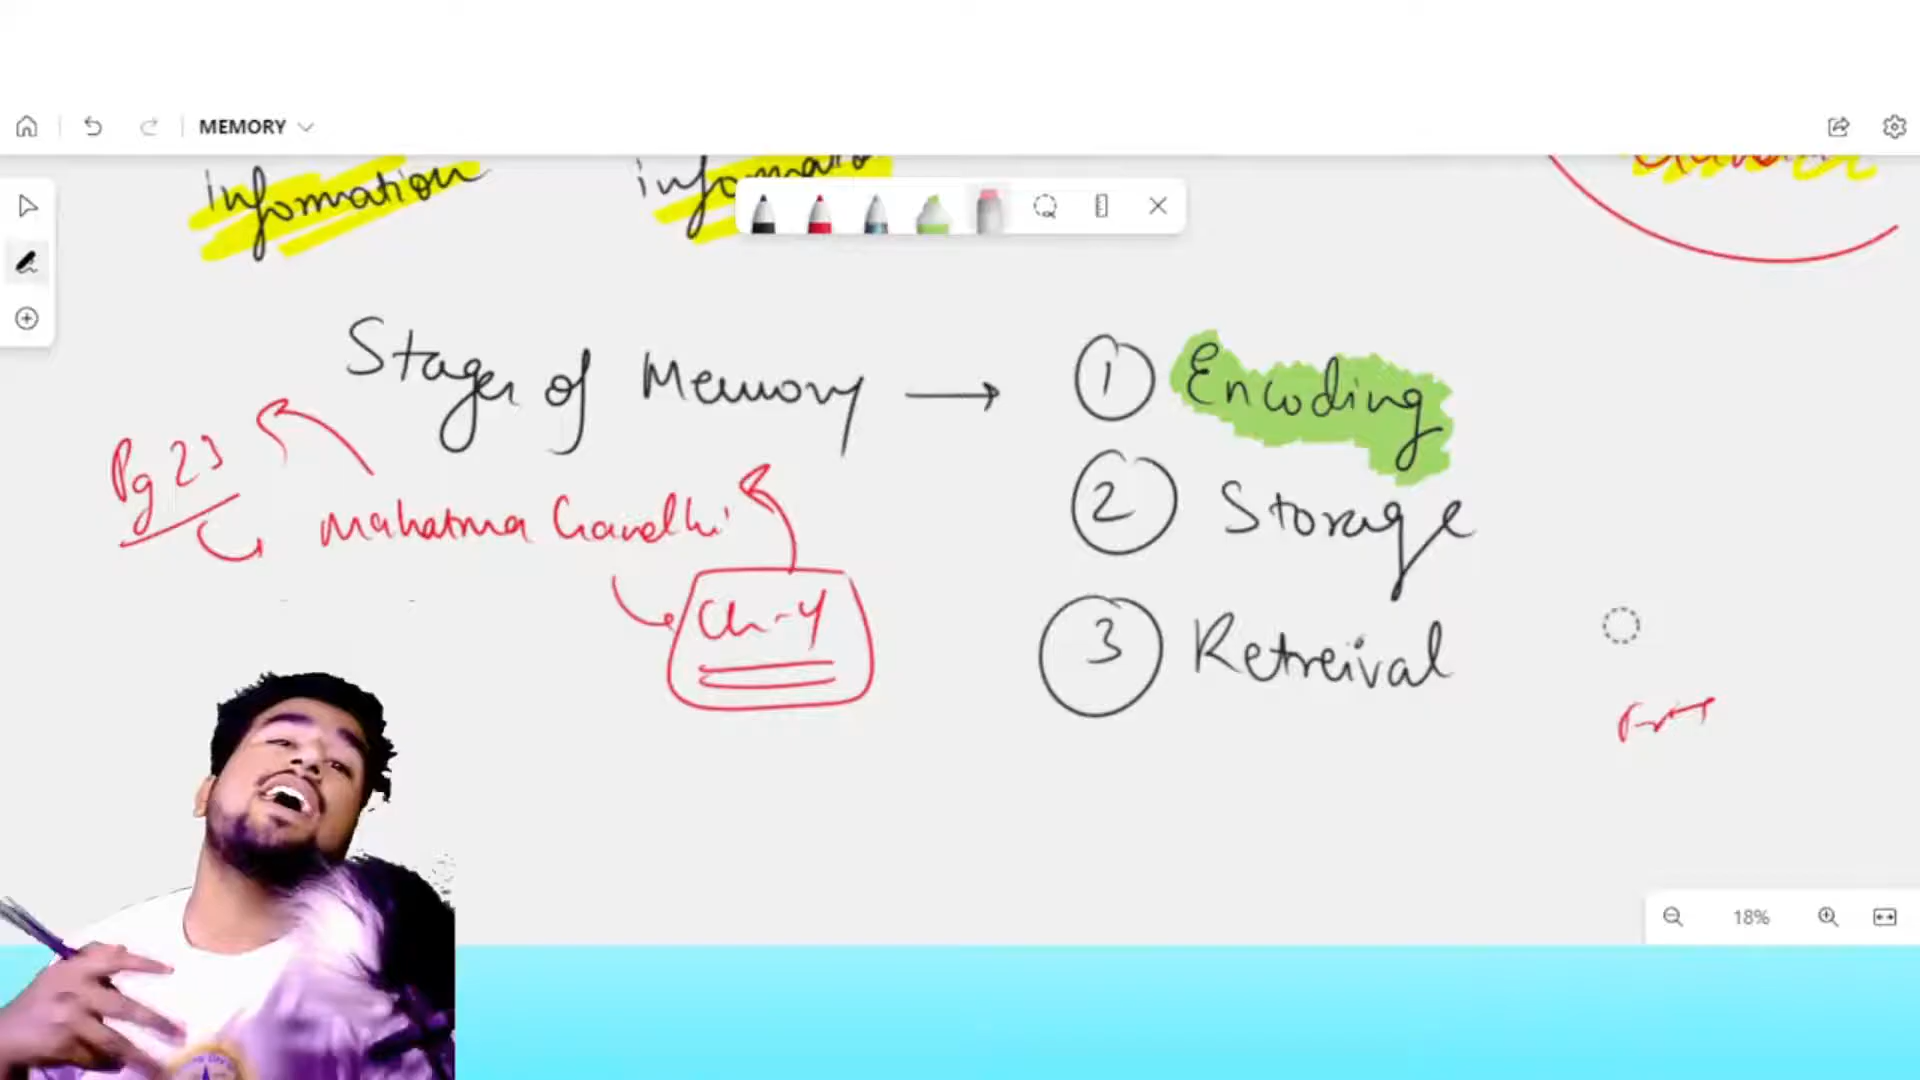 MEMORY
Information
Stages of Memory → ① Encoding
Pg 23
Mahatma Gandhi
② Storage
Ch-4
③ Retreival
18%